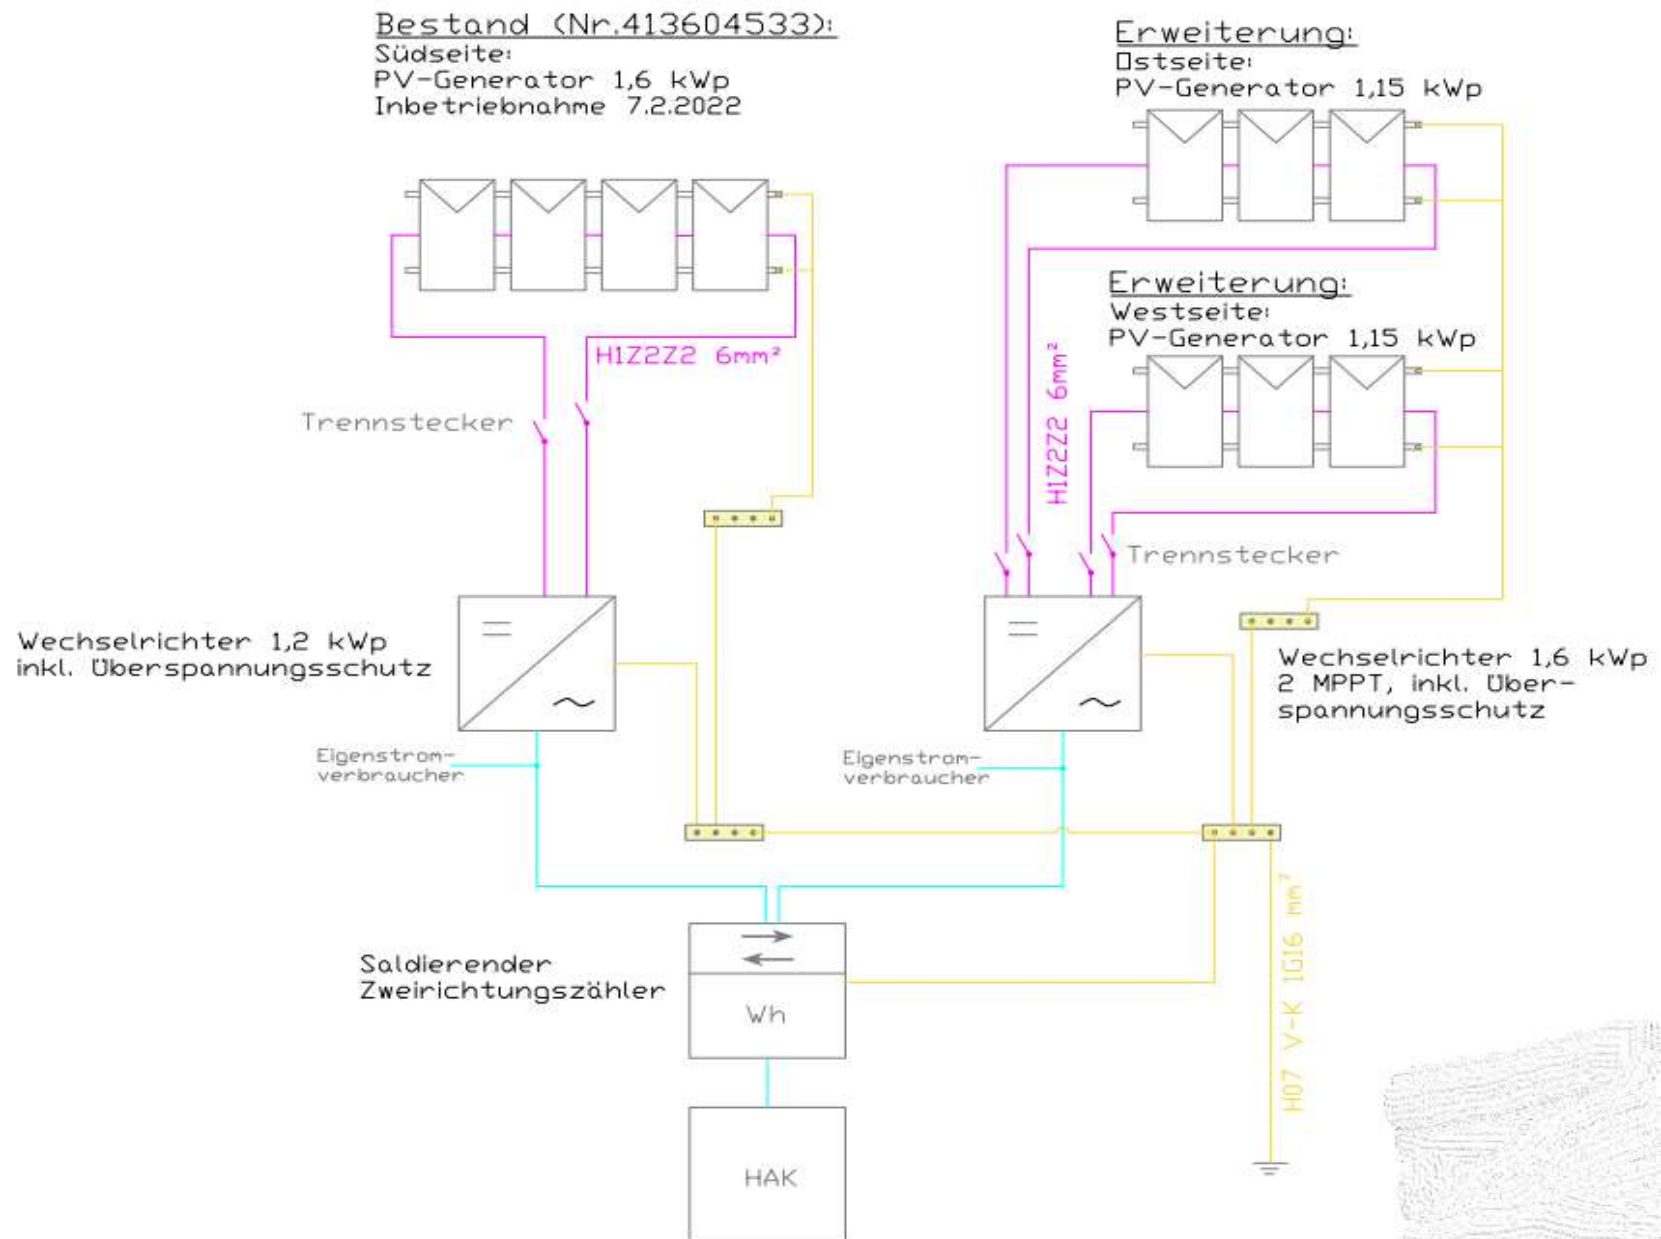 Bestand (Nr.413604533):
Südseite:
PV-Generator 1,6 kWp
Inbetriebnahme 7.2.2022
Erweiterung:
Ostseite:
PV-Generator 1,15 kWp
Erweiterung:
Westseite:
PV-Generator 1,15 kWp
H1Z2Z2 6mm²
H1Z2Z2 6mm²
Trennstecker
Trennstecker
Wechselrichter 1,2 kWp
inkl. Überspannungsschutz
Wechselrichter 1,6 kWp
2 MPPT, inkl. Über-
spannungsschutz
Eigenstrom-
verbraucher
Eigenstrom-
verbraucher
Saldierender
Zweirichtungszähler
Wh
H07 V-K 1G16 mm²
HAK